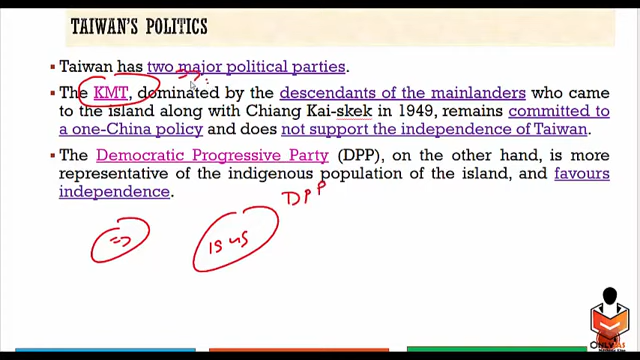 TAIWAN'S POLITICS
▪ Taiwan has two major political parties.
▪ The KMT, dominated by the descendants of the mainlanders who came
to the island along with Chiang Kai-skek in 1949, remains committed to
a one-China policy and does not support the independence of Taiwan.
▪ The Democratic Progressive Party (DPP), on the other hand, is more
representative of the indigenous population of the island, and favours
independence.
DPP
ONLYIAS